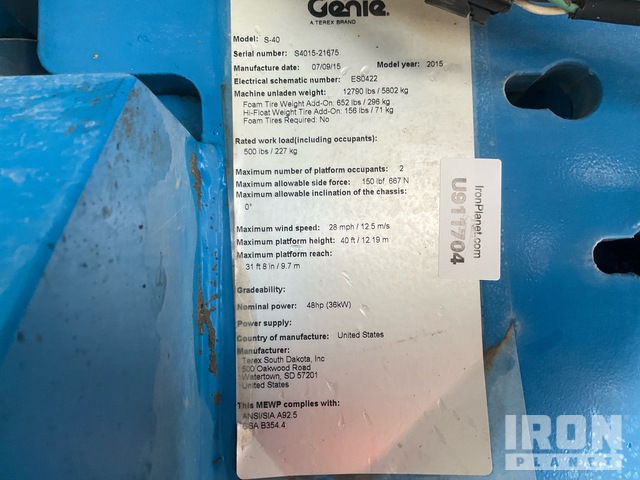 Genie.
A TEREX BRAND
Model: S-40
Serial number: S4015-21675
Manufacture date: 07/09/15 Model year: 2015
Electrical schematic number: ES0422
Machine unladen weight: 12790 lbs / 5802 kg
Foam Tire Weight Add-On: 652 lbs / 296 kg
Hi-Float Weight Tire Add-On: 156 lbs / 71 kg
Foam Tires Required: No
Rated work load(including occupants):
500 lbs / 227 kg
Maximum number of platform occupants: 2
Maximum allowable side force: 150 lbf 667 N
Maximum allowable inclination of the chassis:
0°
Maximum wind speed: 28 mph / 12.5 m/s
Maximum platform height: 40 ft / 12.19 m
Maximum platform reach:
31 ft 8 in / 9.7 m
Gradeability:
Nominal power: 48hp (36kW)
Power supply:
Country of manufacture: United States
Manufacturer:
Terex South Dakota, Inc
500 Oakwood Road
Watertown, SD 57201
United States
This MEWP complies with:
ANSI/SIA A92.5
CSA B354.4
IronPlanet.com
U911704
IRON
PLANET